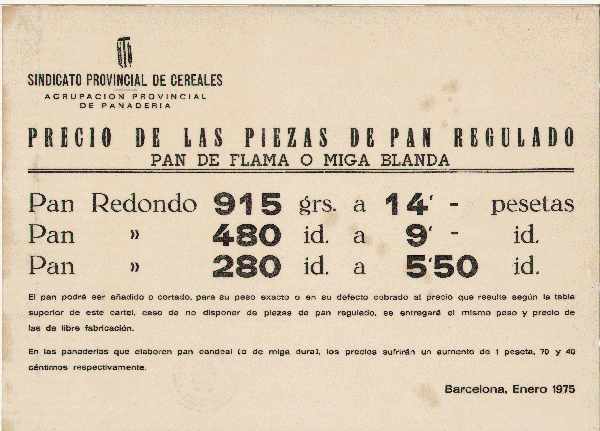 SINDICATO PROVINCIAL DE CEREALES
AGRUPACION PROVINCIAL
DE PANADERIA
PRECIO DE LAS PIEZAS DE PAN REGULADO
PAN DE FLAMA O MIGA BLANDA
Pan Redondo 915 grs. a 14' - pesetas
Pan » 480 id. a 9' - id.
Pan » 280 id. a 5'50 id.
El pan podrá ser añadido o cortado, para su peso exacto o en su defecto cobrado al precio que resulte según la tabla
superior de este cartel, caso de no disponer de piezas de pan regulado, se entregará el mismo peso y precio de
las de libre fabricación.
En las panaderías que elaboren pan candeal (o de miga dura), los precios sufrirán un aumento de 1 peseta, 70 y 40
céntimos respectivamente.
Barcelona, Enero 1975